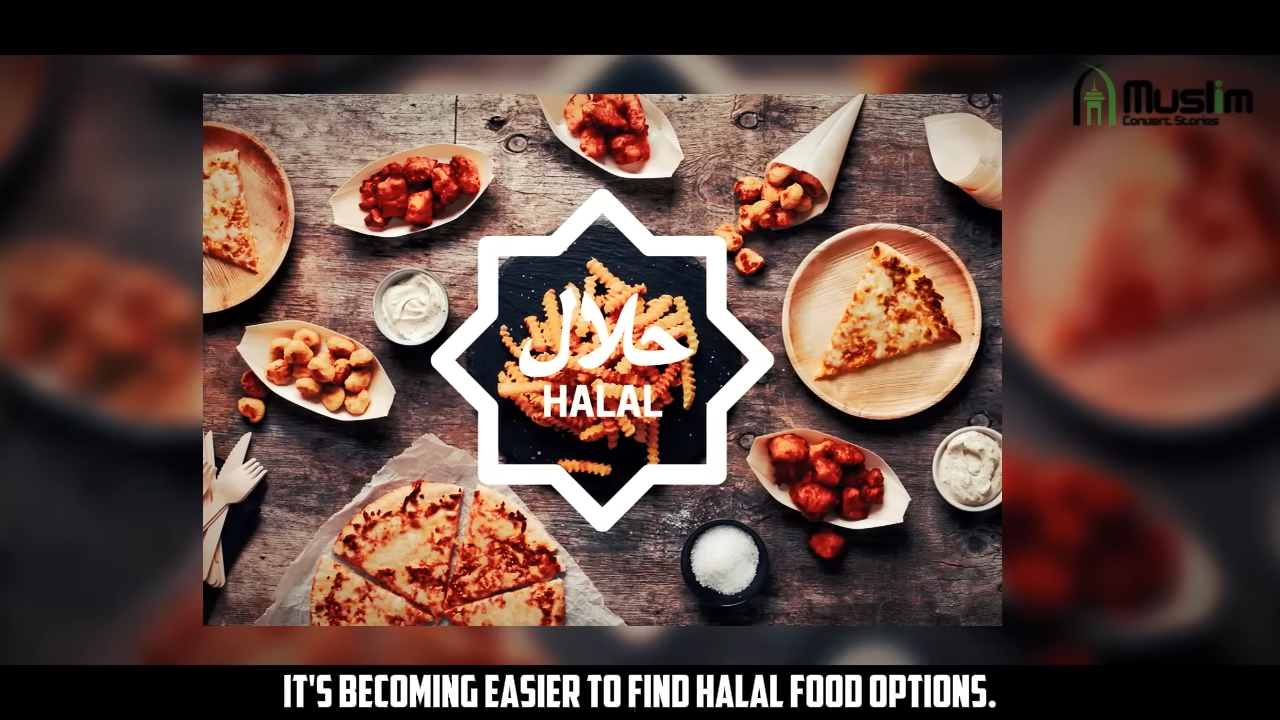 Muslim
Convert Stories
حلال
HALAL
IT'S BECOMING EASIER TO FIND HALAL FOOD OPTIONS.